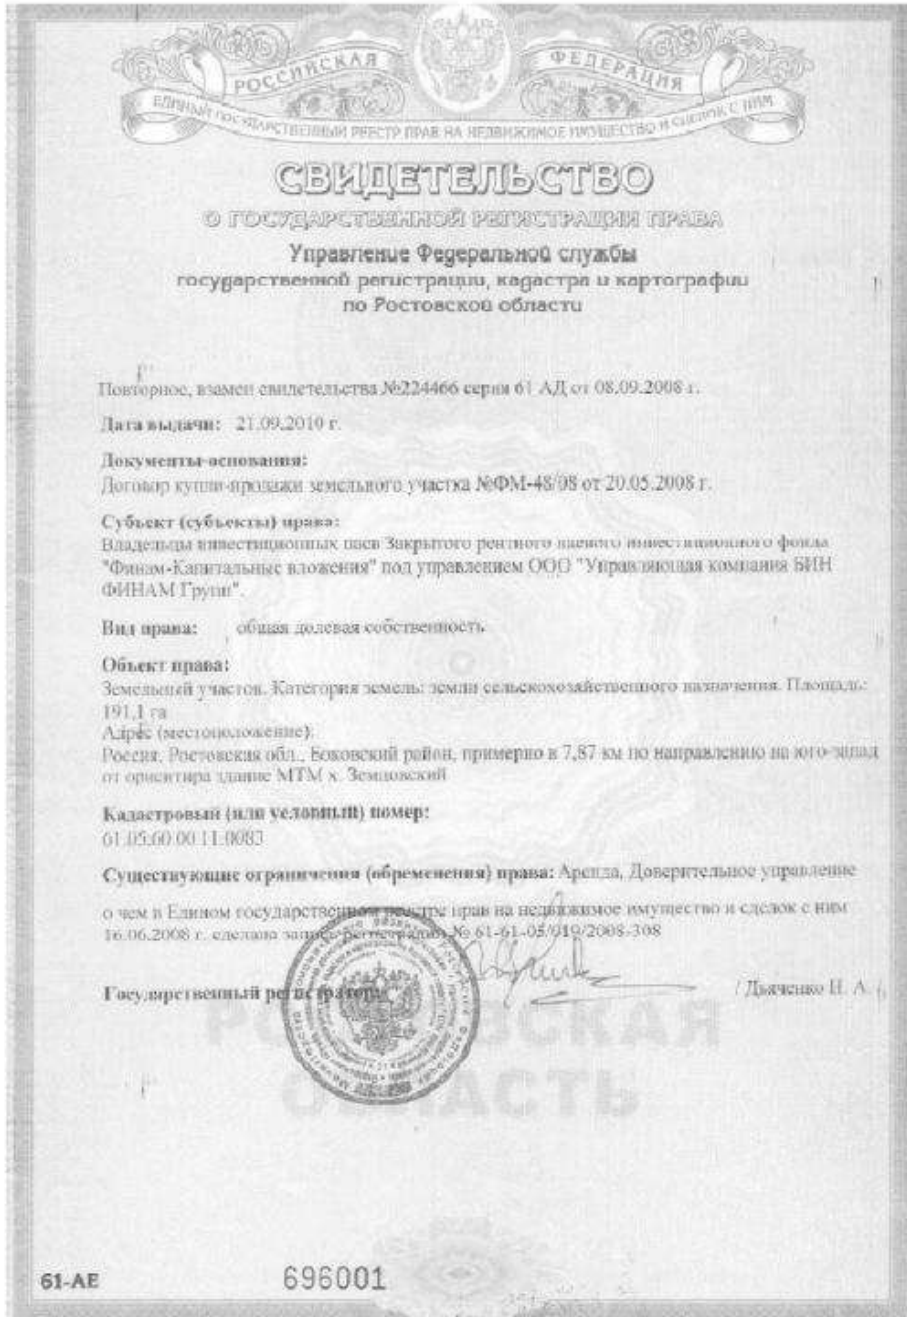 РОССИЙСКАЯ ФЕДЕРАЦИЯ
ЕДИНЫЙ ГОСУДАРСТВЕННЫЙ РЕЕСТР ПРАВ НА НЕДВИЖИМОЕ ИМУЩЕСТВО И СДЕЛОК С НИМ
СВИДЕТЕЛЬСТВО
О ГОСУДАРСТВЕННОЙ РЕГИСТРАЦИИ ПРАВА
Управление Федеральной службы
государственной регистрации, кадастра и картографии
по Ростовской области
Повторное, взамен свидетельства №224466 серия 61 АД от 08.09.2008 г.
Дата выдачи: 21.09.2010 г.
Документы-основания:
Договор купли-продажи земельного участка №ФМ-48/08 от 20.05.2008 г.
Субъект (субъекты) права:
Владельцы инвестиционных паев Закрытого рентного паевого инвестиционного фонда
"Финам-Капитальные вложения" под управлением ООО "Управляющая компания БИН
ФИНАМ Групп".
Вид права: общая долевая собственность
Объект права:
Земельный участок. Категория земель: земли сельскохозяйственного назначения. Площадь:
191,1 га
Адрес (местоположение):
Россия, Ростовская обл., Боковский район, примерно в 7,87 км по направлению на юго-запад
от ориентира здание МТМ х. Земцовский
Кадастровый (или условный) номер:
61:05:60 00 11:0083
Существующие ограничения (обременения) права: Аренда, Доверительное управление
о чем в Едином государственном реестре прав на недвижимое имущество и сделок с ним
16.06.2008 г. сделана запись регистрации № 61-61-05/019/2008-308
Государственный регистратор / Дьяченко Н. А. /
РОСТОВСКАЯ
ОБЛАСТЬ
61-АЕ 696001